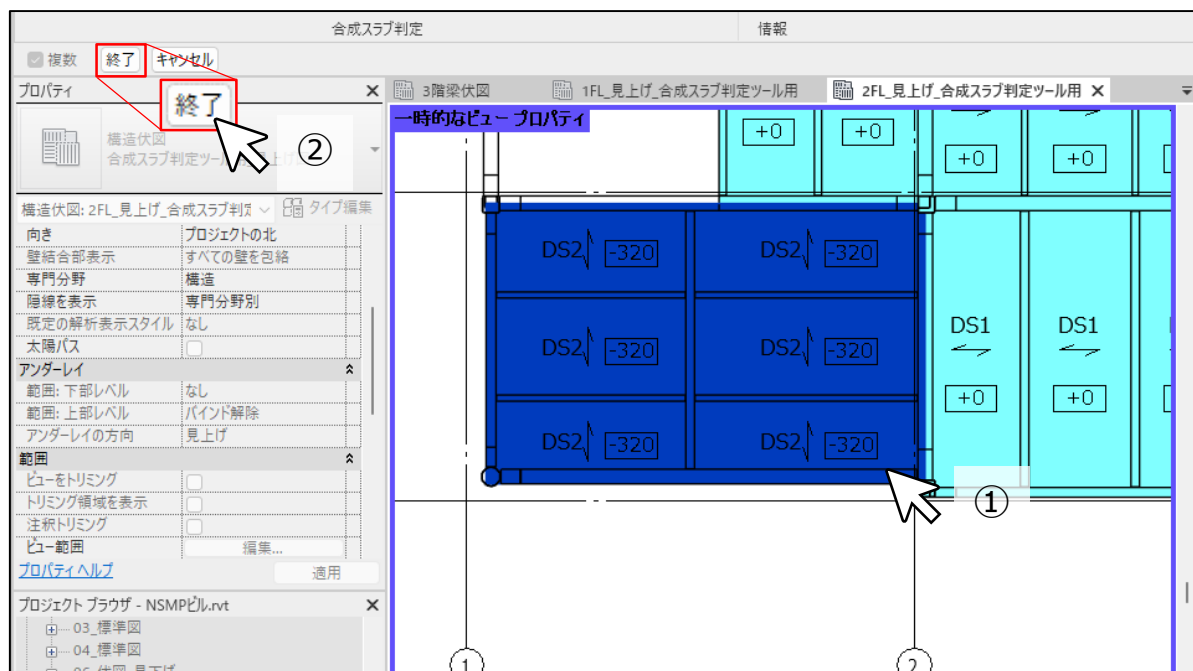 合成スラブ判定 情報
複数 終了 キャンセル
終了
②
プロパティ
構造伏図
合成スラブ判定ツール
構造伏図: 2FL_見上げ_合成スラブ判定 タイプ編集
向き プロジェクトの北
壁結合部表示 すべての壁を包絡
専門分野 構造
隠線を表示 専門分野別
既定の解析表示スタイル なし
太陽パス
アンダーレイ
範囲: 下部レベル なし
範囲: 上部レベル バインド解除
アンダーレイの方向 見上げ
範囲
ビューをトリミング
トリミング領域を表示
注釈トリミング
ビュー範囲 編集...
プロパティ ヘルプ 適用
プロジェクト ブラウザ - NSMPビル.rvt
03_標準図
04_標準図
3階梁伏図 1FL_見上げ_合成スラブ判定ツール用 2FL_見上げ_合成スラブ判定ツール用
一時的なビュー プロパティ
+0 +0
+0 +0
DS2 -320 DS2 -320
DS1 DS1
DS2 -320 DS2 -320
+0 +0
DS2 -320 DS2 -320
①
1 2